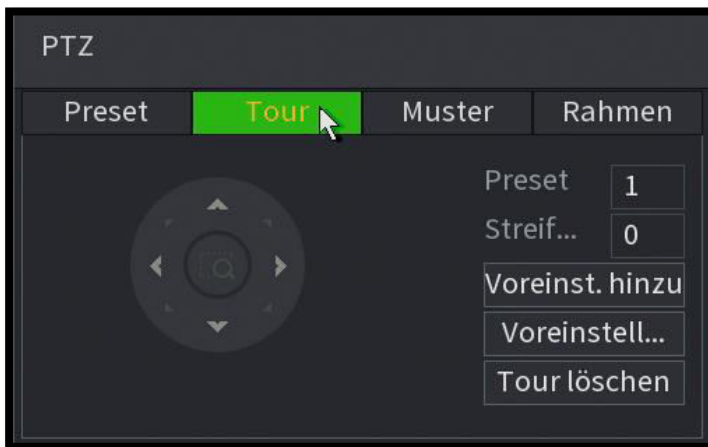 PTZ
Preset Tour Muster Rahmen
Preset 1
Streif... 0
Voreinst. hinzu
Voreinstell...
Tour löschen